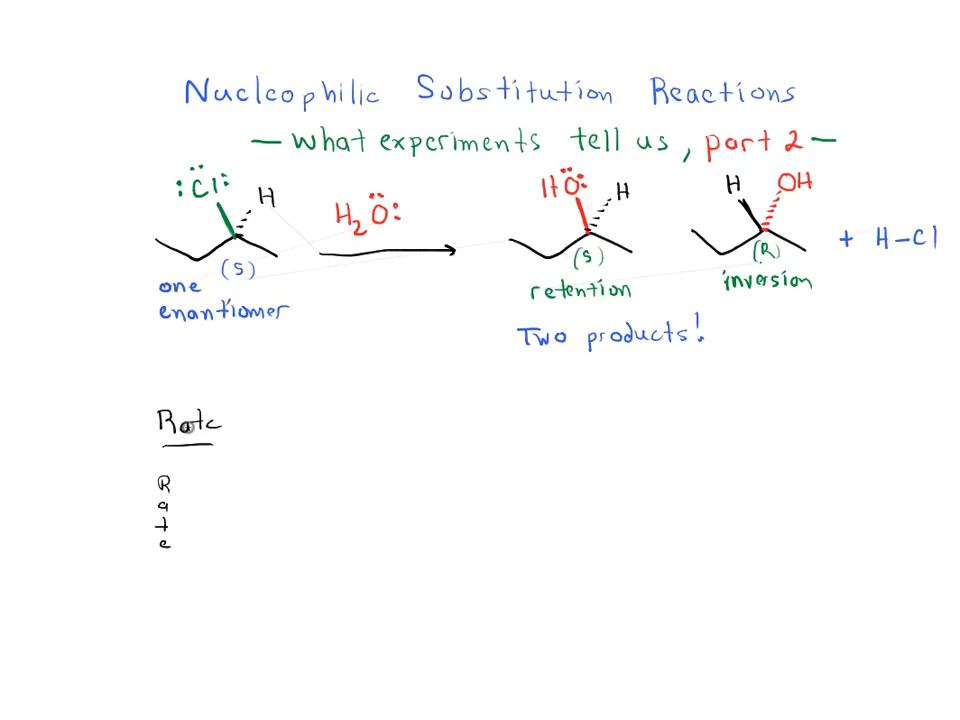 Nucleophilic Substitution Reactions
— what experiments tell us, part 2 —
:Cl: H H₂O: HO: H H OH + H-Cl
(S) (S) (R)
one retention inversion
enantiomer
Two products!
Rate
R
a
t
e